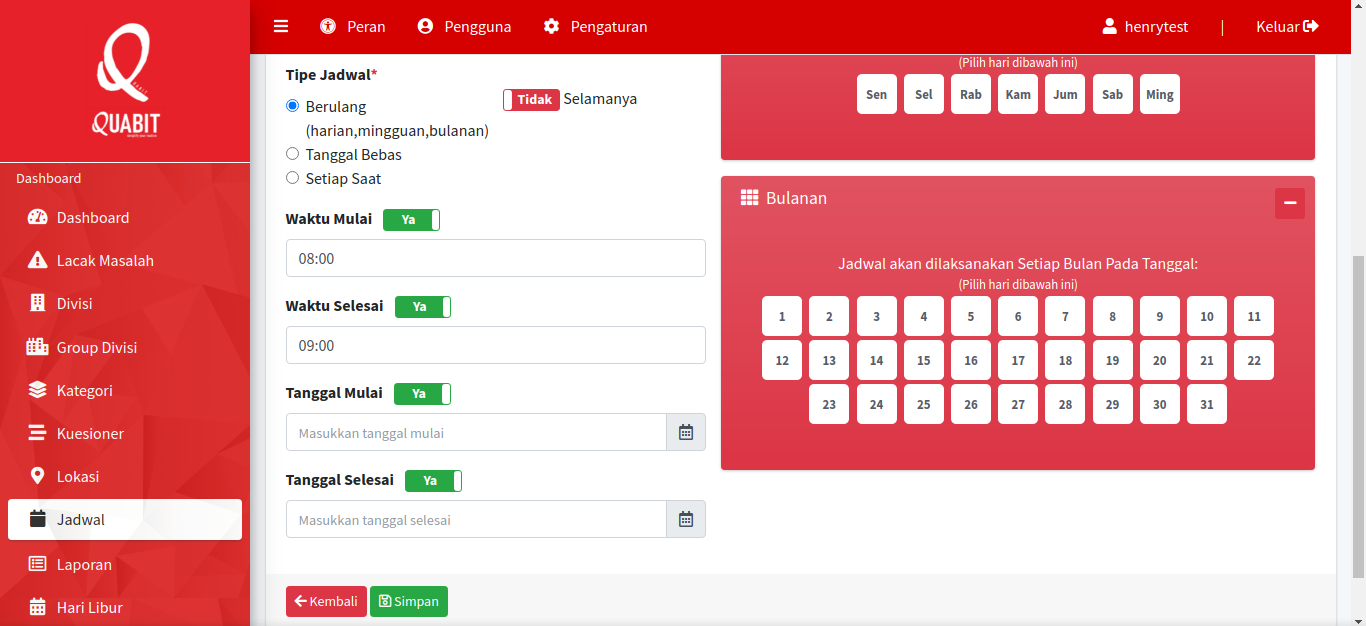 Peran
Pengguna
Pengaturan
henrytest
|
Keluar
QUABIT
Dashboard
Dashboard
Lacak Masalah
Divisi
Group Divisi
Kategori
Kuesioner
Lokasi
Jadwal
Laporan
Hari Libur
Tipe Jadwal*
Berulang
(harian,mingguan,bulanan)
Tanggal Bebas
Setiap Saat
Tidak Selamanya
Waktu Mulai Ya
08:00
Waktu Selesai Ya
09:00
Tanggal Mulai Ya
Masukkan tanggal mulai
Tanggal Selesai Ya
Masukkan tanggal selesai
Kembali
Simpan
(Pilih hari dibawah ini)
Sen Sel Rab Kam Jum Sab Ming
Bulanan
Jadwal akan dilaksanakan Setiap Bulan Pada Tanggal:
(Pilih hari dibawah ini)
1 2 3 4 5 6 7 8 9 10 11
12 13 14 15 16 17 18 19 20 21 22
23 24 25 26 27 28 29 30 31